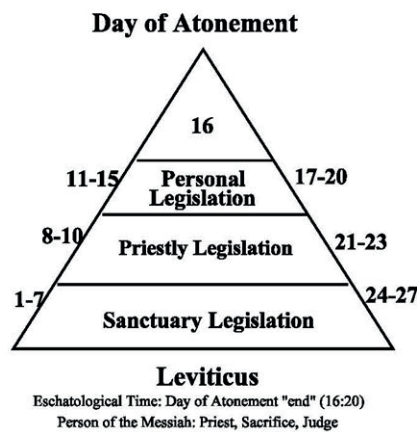 Day of Atonement
16
11-15
Personal
Legislation
17-20
8-10
Priestly Legislation
21-23
1-7
Sanctuary Legislation
24-27
Leviticus
Eschatological Time: Day of Atonement "end" (16:20)
Person of the Messiah: Priest, Sacrifice, Judge